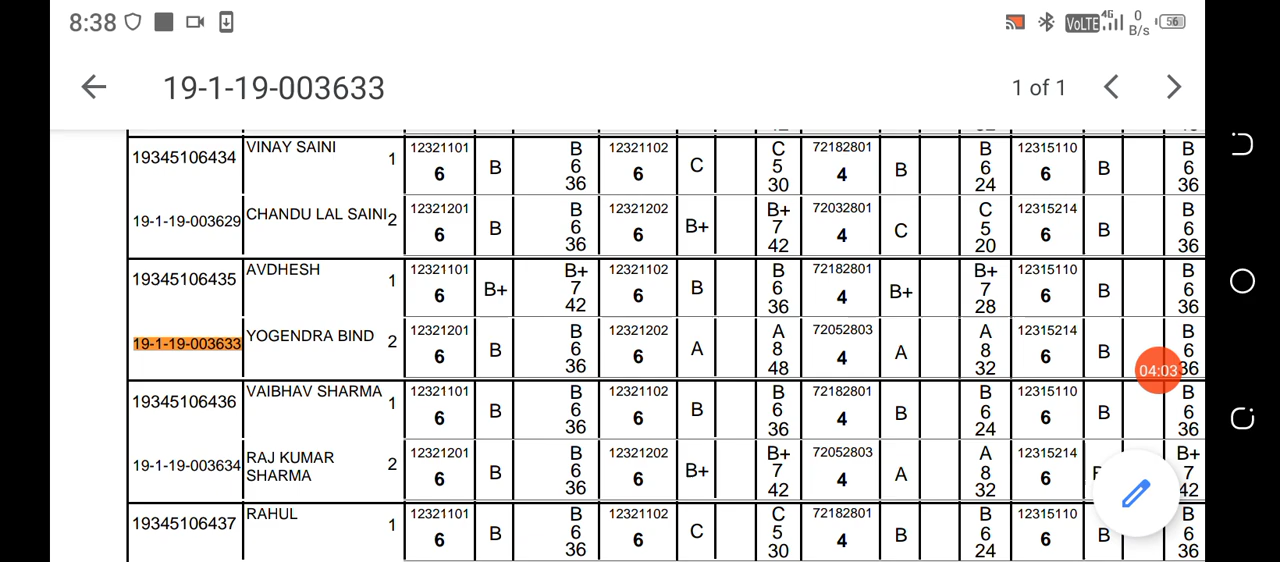 8:38 VoLTE 4G 0 B/s 56
19-1-19-003633 1 of 1
19345106434 VINAY SAINI 1 12321101 6 B B 6 36 12321102 6 C C 5 30 72182801 4 B B 6 24 12315110 6 B B 6 36
19-1-19-003629 CHANDU LAL SAINI 2 12321201 6 B B 6 36 12321202 6 B+ B+ 7 42 72032801 4 C C 5 20 12315214 6 B B 6 36
19345106435 AVDHESH 1 12321101 6 B+ B+ 7 42 12321102 6 B B 6 36 72182801 4 B+ B+ 7 28 12315110 6 B B 6 36
19-1-19-003633 YOGENDRA BIND 2 12321201 6 B B 6 36 12321202 6 A A 8 48 72052803 4 A A 8 32 12315214 6 B B 6 36
04:03
19345106436 VAIBHAV SHARMA 1 12321101 6 B B 6 36 12321102 6 B B 6 36 72182801 4 B B 6 24 12315110 6 B B 6 36
19-1-19-003634 RAJ KUMAR SHARMA 2 12321201 6 B B 6 36 12321202 6 B+ B+ 7 42 72052803 4 A A 8 32 12315214 6 B+ 7 42
19345106437 RAHUL 1 12321101 6 B B 6 36 12321102 6 C C 5 30 72182801 4 B B 6 24 12315110 6 B B 6 36